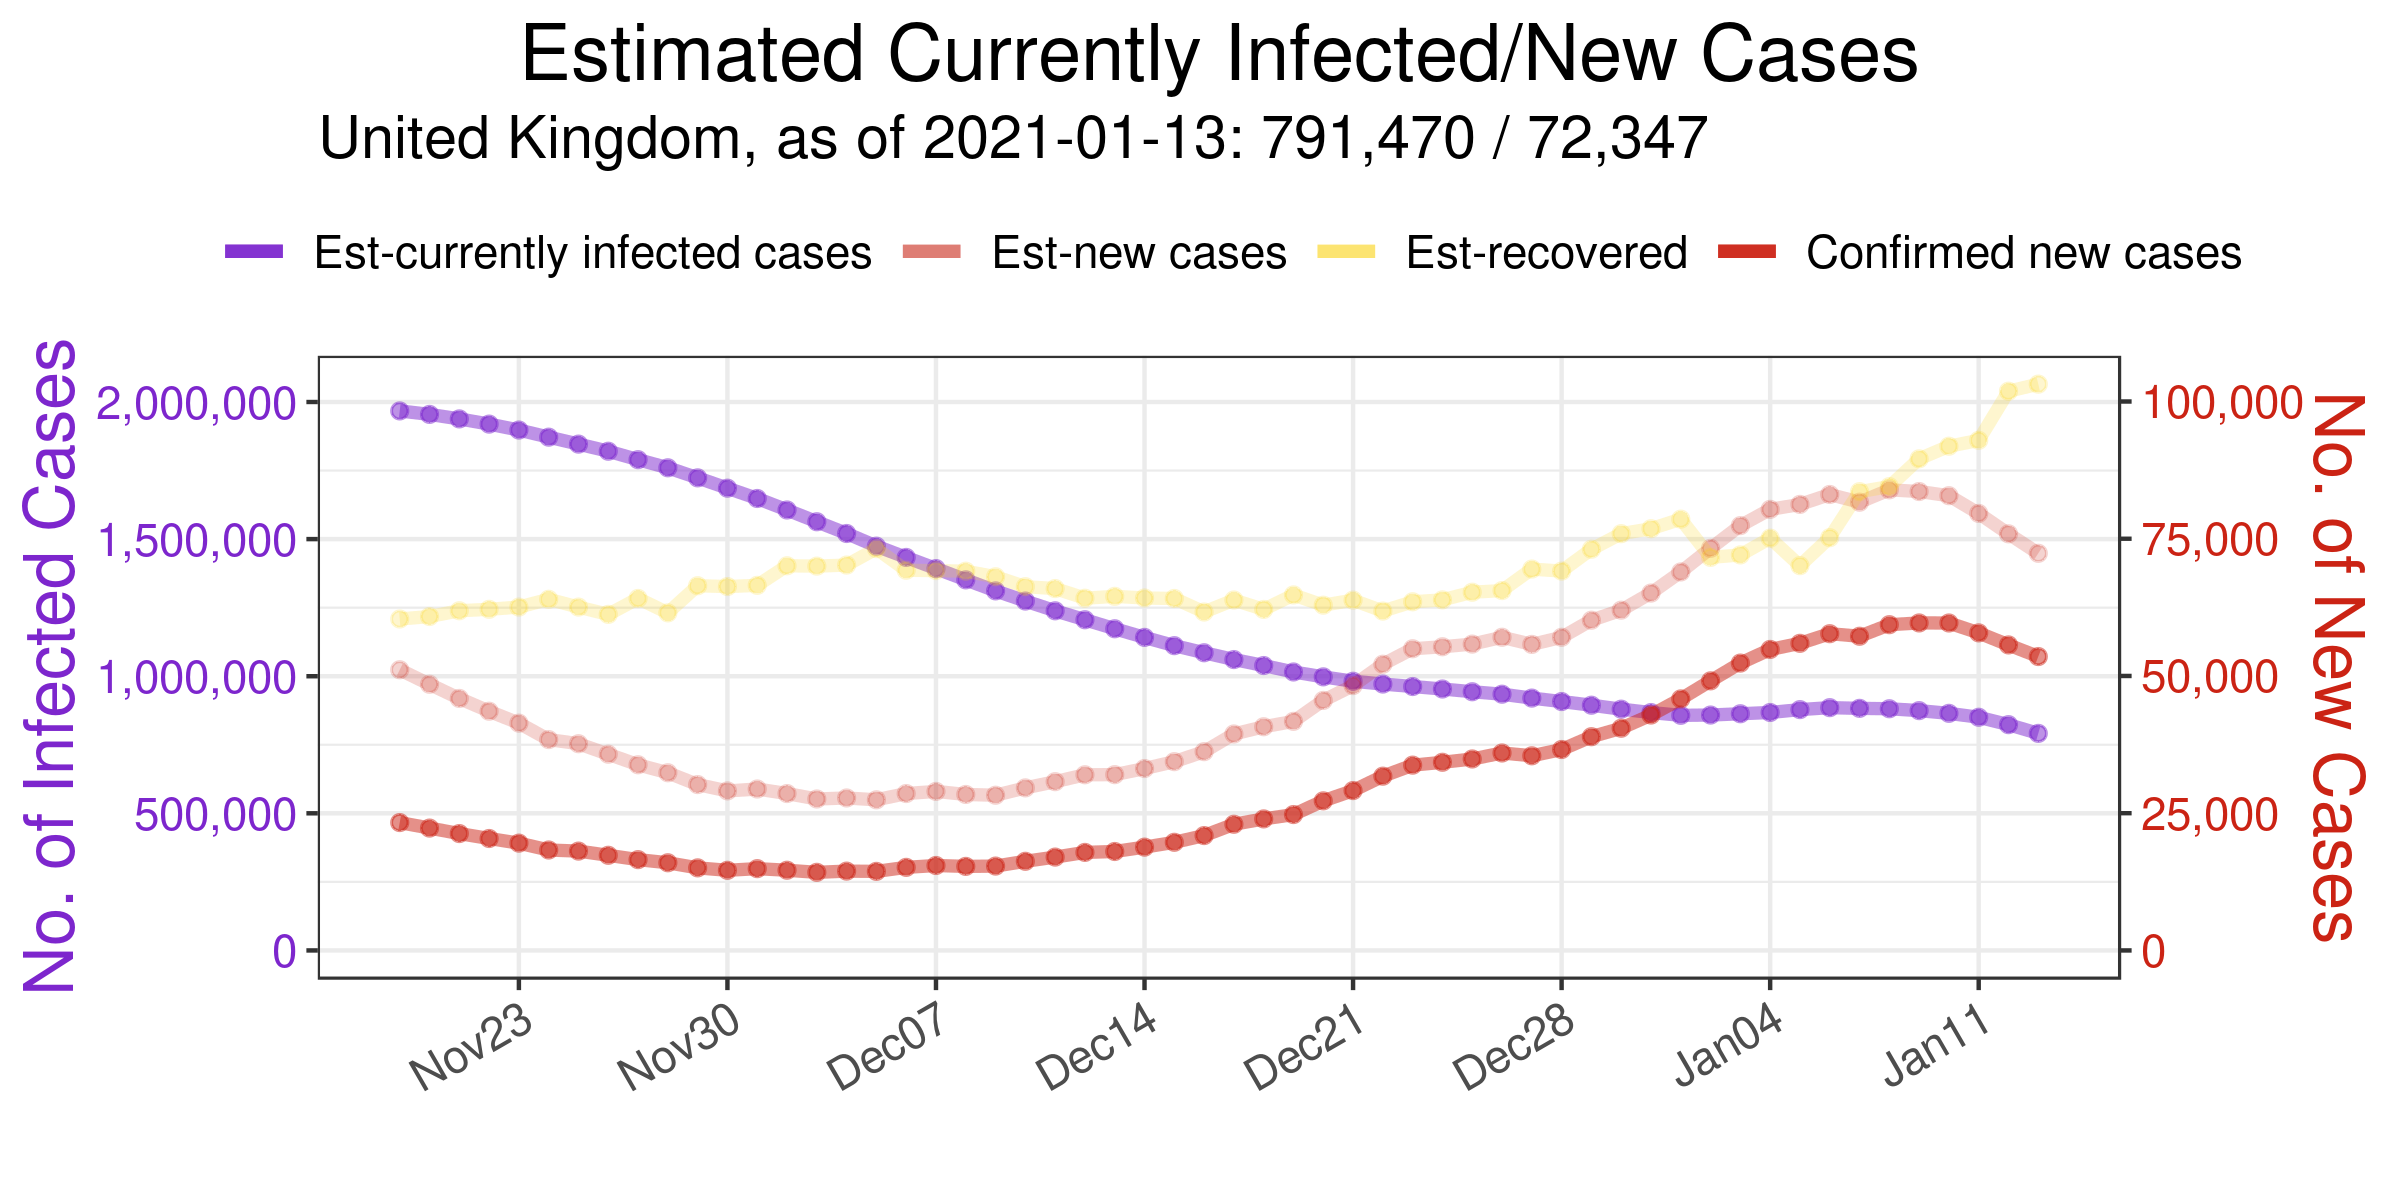 Estimated Currently Infected/New Cases
United Kingdom, as of 2021-01-13: 791,470 / 72,347
Est-currently infected cases Est-new cases Est-recovered Confirmed new cases
No. of Infected Cases
2,000,000
1,500,000
1,000,000
500,000
0
100,000
75,000
50,000
25,000
0
No. of New Cases
Nov23 Nov30 Dec07 Dec14 Dec21 Dec28 Jan04 Jan11